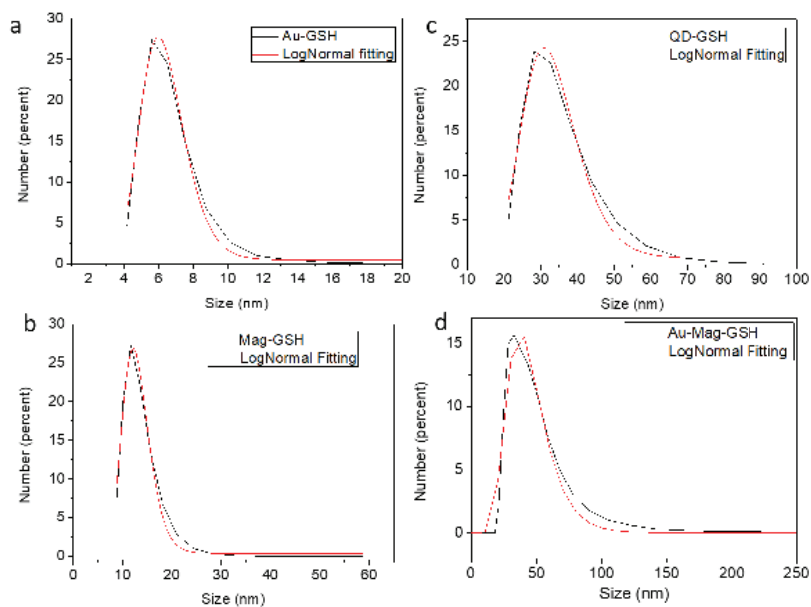 a
30
25
20
15
10
5
0
Number (percent)
Au-GSH
LogNormal fitting
2 4 6 8 10 12 14 16 18 20
Size (nm)
c
25
20
15
10
5
0
Number (percent)
QD-GSH
LogNormal Fitting
10 20 30 40 50 60 70 80 90 100
Size (nm)
b
30
25
20
15
10
5
0
Number (percent)
Mag-GSH
LogNormal Fitting
0 10 20 30 40 50 60
Size (nm)
d
15
10
5
0
Number (percent)
Au-Mag-GSH
LogNormal Fitting
0 50 100 150 200 250
Size (nm)